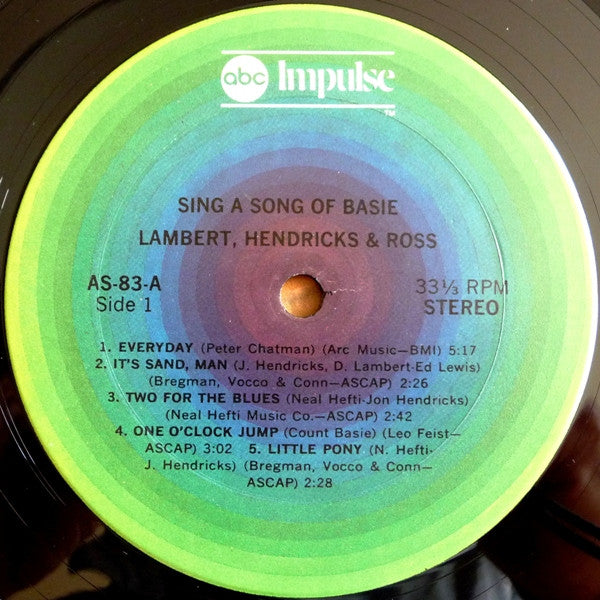 abc Impulse
TM
SING A SONG OF BASIE
LAMBERT, HENDRICKS & ROSS
AS-83-A
Side 1
33⅓ RPM
STEREO
1. EVERYDAY (Peter Chatman) (Arc Music—BMI) 5:17
2. IT'S SAND, MAN (J. Hendricks, D. Lambert-Ed Lewis)
(Bregman, Vocco & Conn—ASCAP) 2:26
3. TWO FOR THE BLUES (Neal Hefti-Jon Hendricks)
(Neal Hefti Music Co.—ASCAP) 2:42
4. ONE O'CLOCK JUMP (Count Basie) (Leo Feist—
ASCAP) 3:02 5. LITTLE PONY (N. Hefti-
J. Hendricks) (Bregman, Vocco & Conn—
ASCAP) 2:28